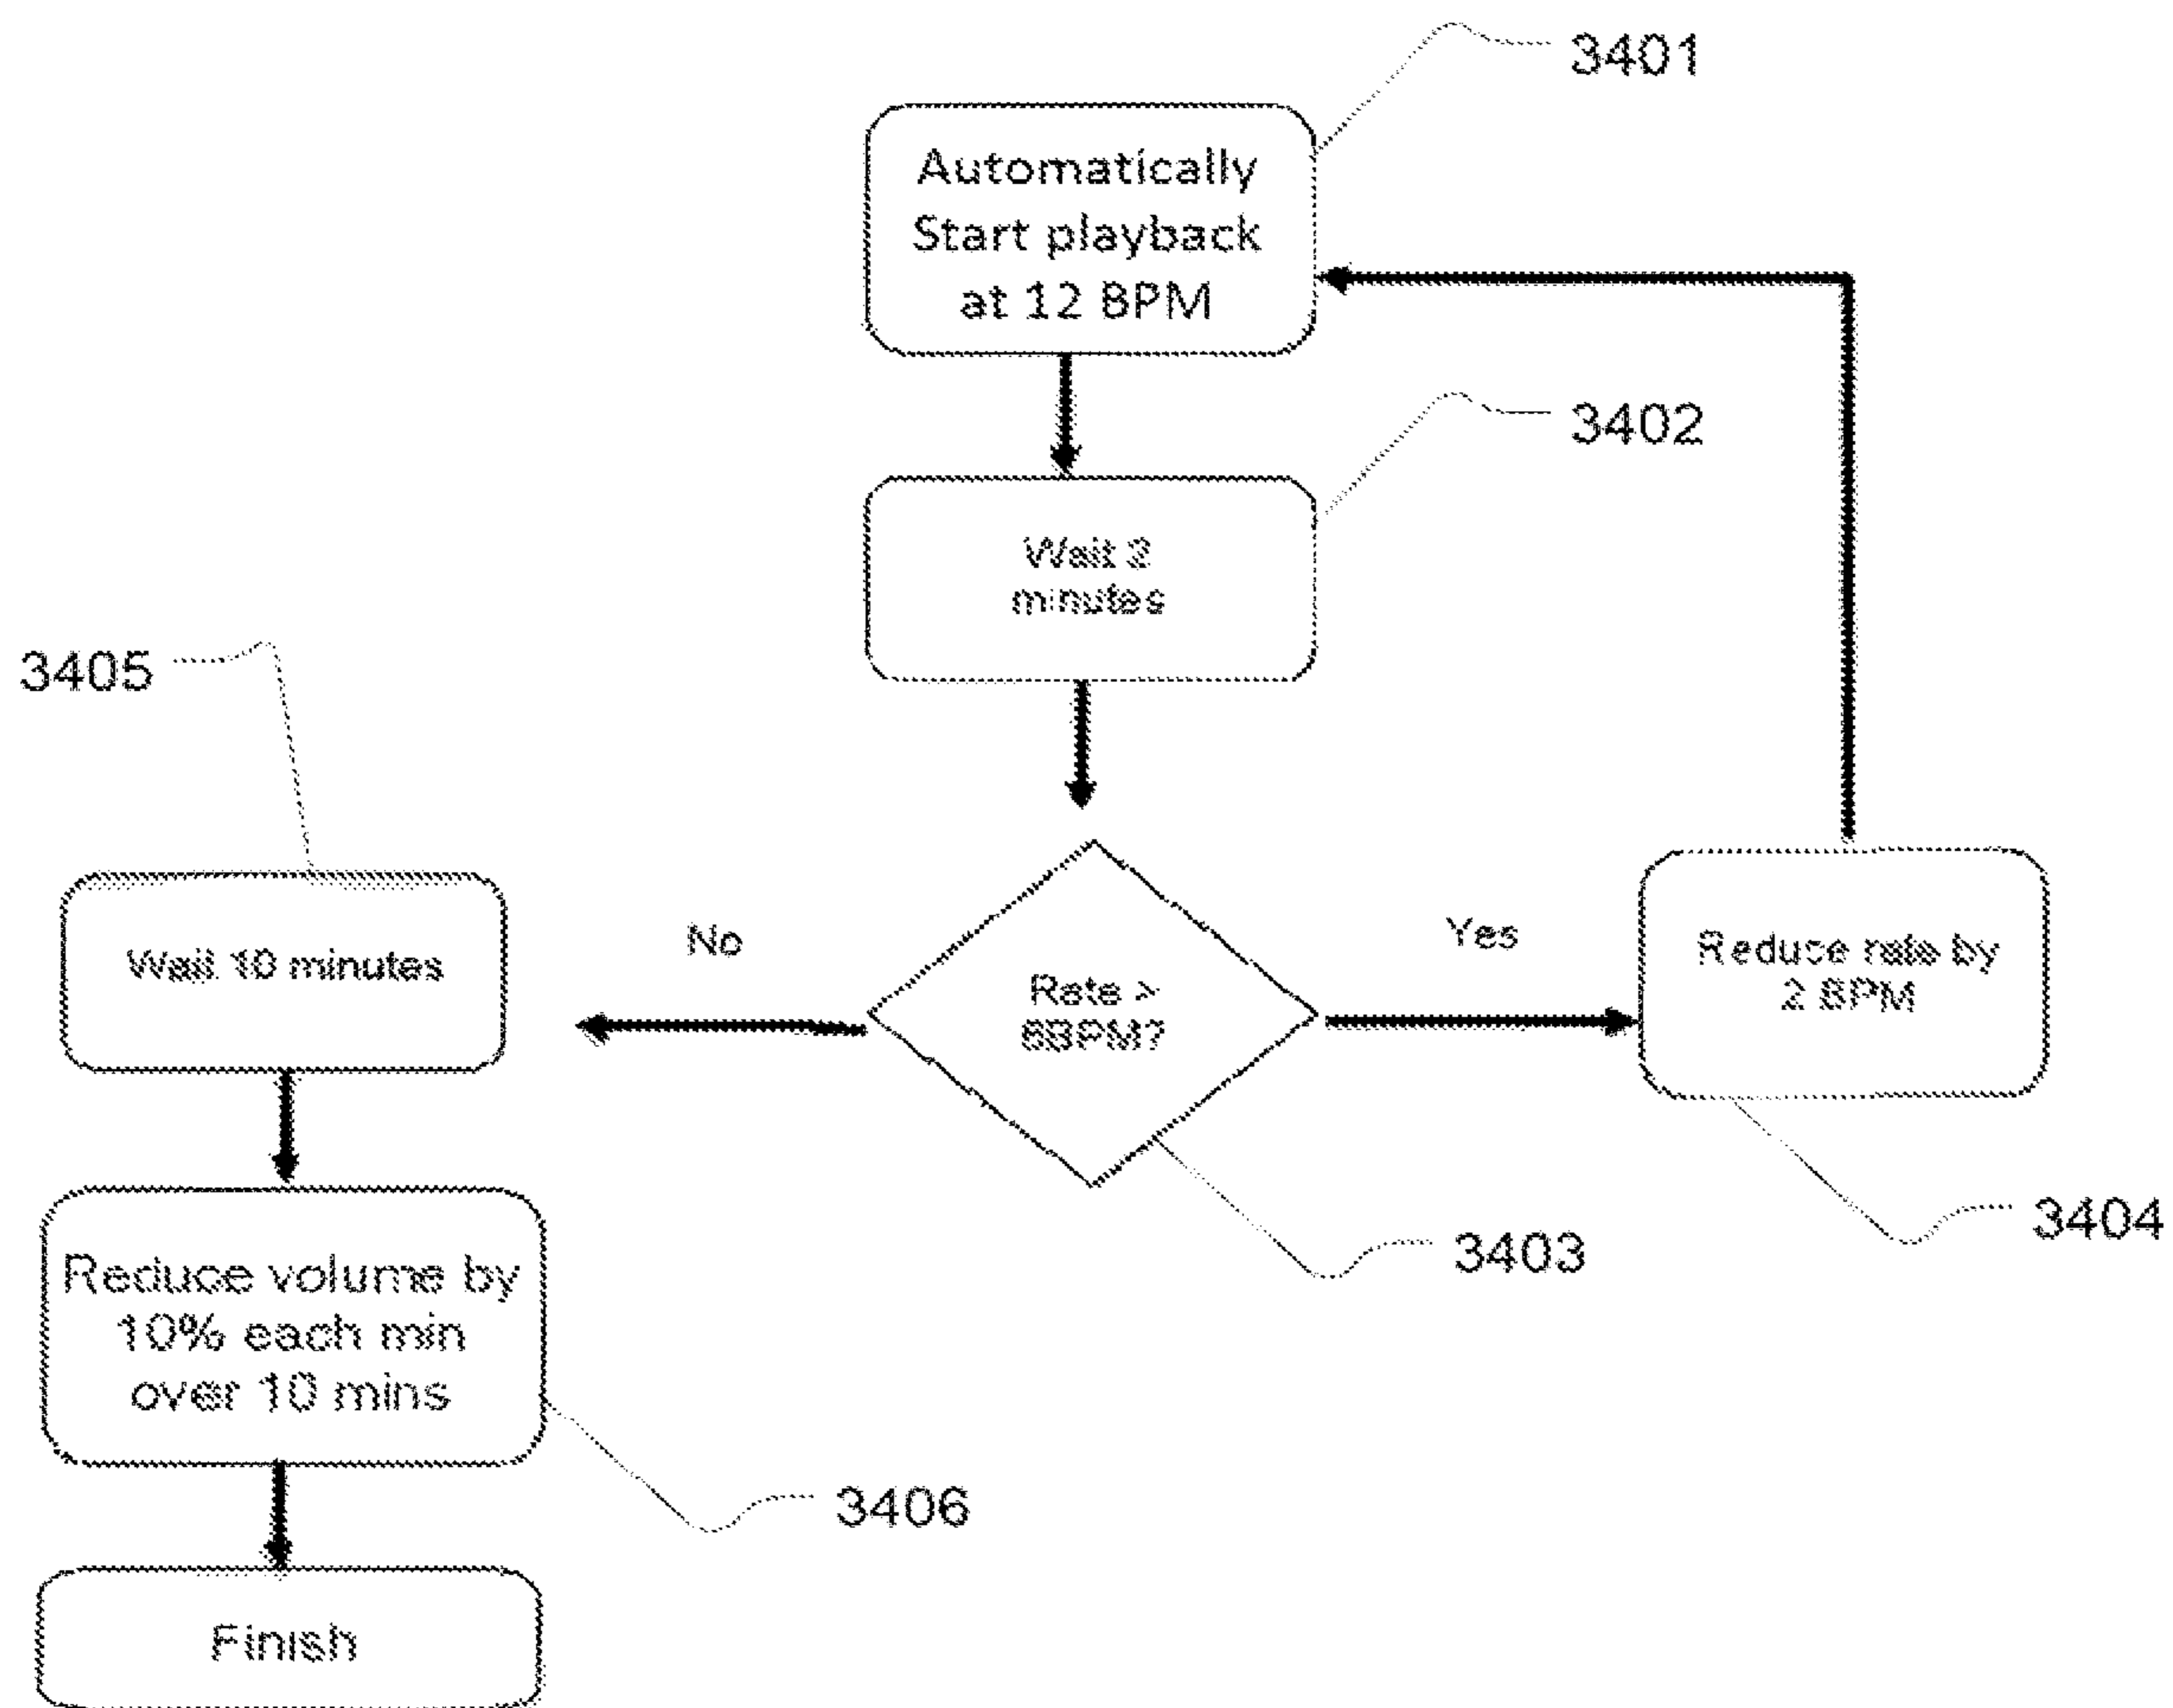 3401
Automatically
Start playback
at 12 BPM
3402
Wait 2
minutes
3405
Wait 10 minutes
No
Rate >
6BPM?
Yes
Reduce rate by
2 BPM
3404
3403
Reduce volume by
10% each min
over 10 mins
3406
Finish